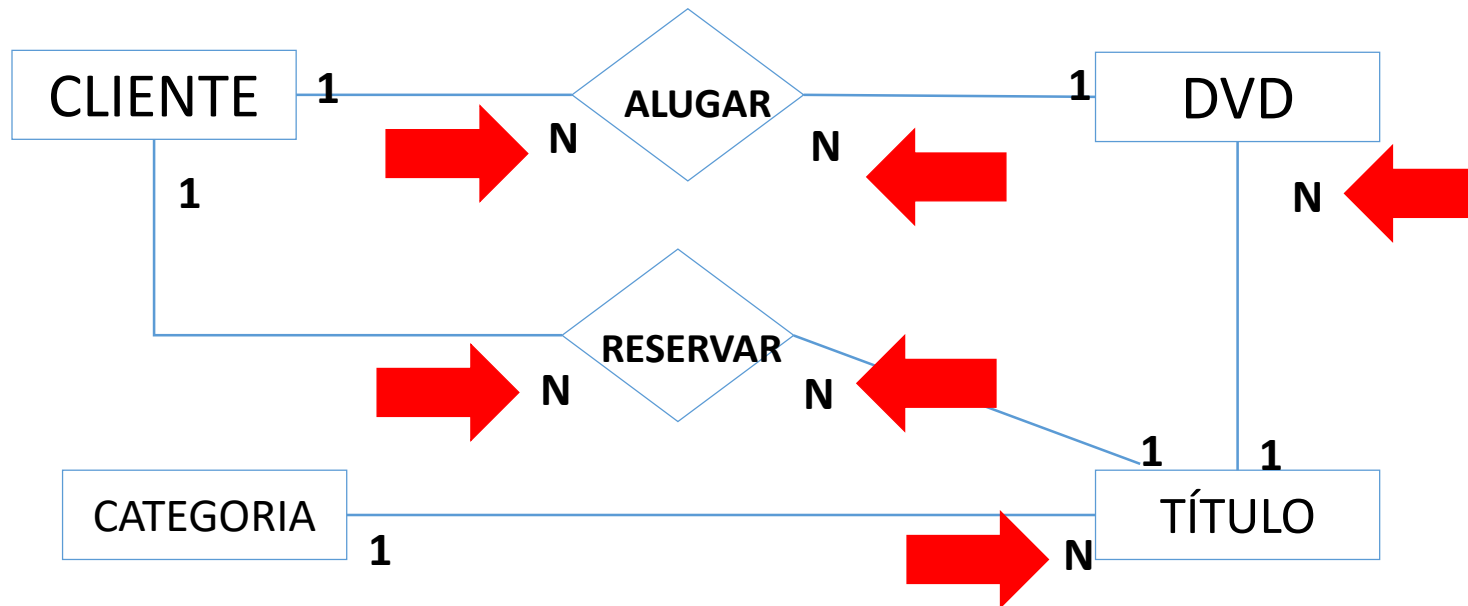 CLIENTE
1
ALUGAR
1
DVD
N
N
1
N
RESERVAR
N
N
1
1
CATEGORIA
1
N
TÍTULO